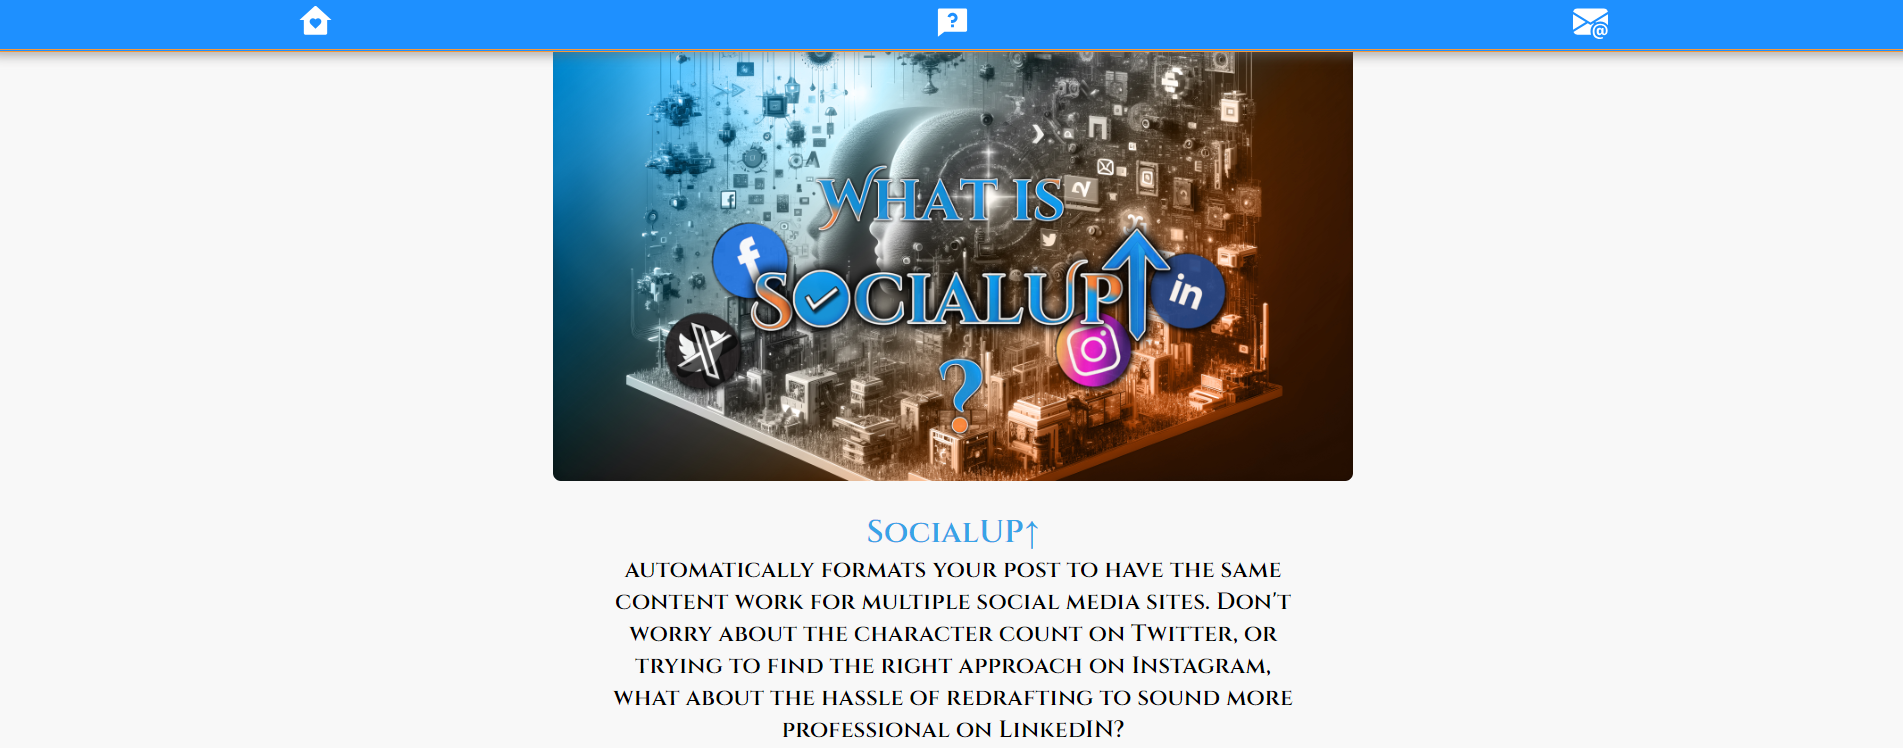 WHAT IS
SOCIALUP↑
?
in
SocialUP↑
automatically formats your post to have the same
content work for multiple social media sites. Don't
worry about the character count on Twitter, or
trying to find the right approach on Instagram,
what about the hassle of redrafting to sound more
professional on LinkedIN?